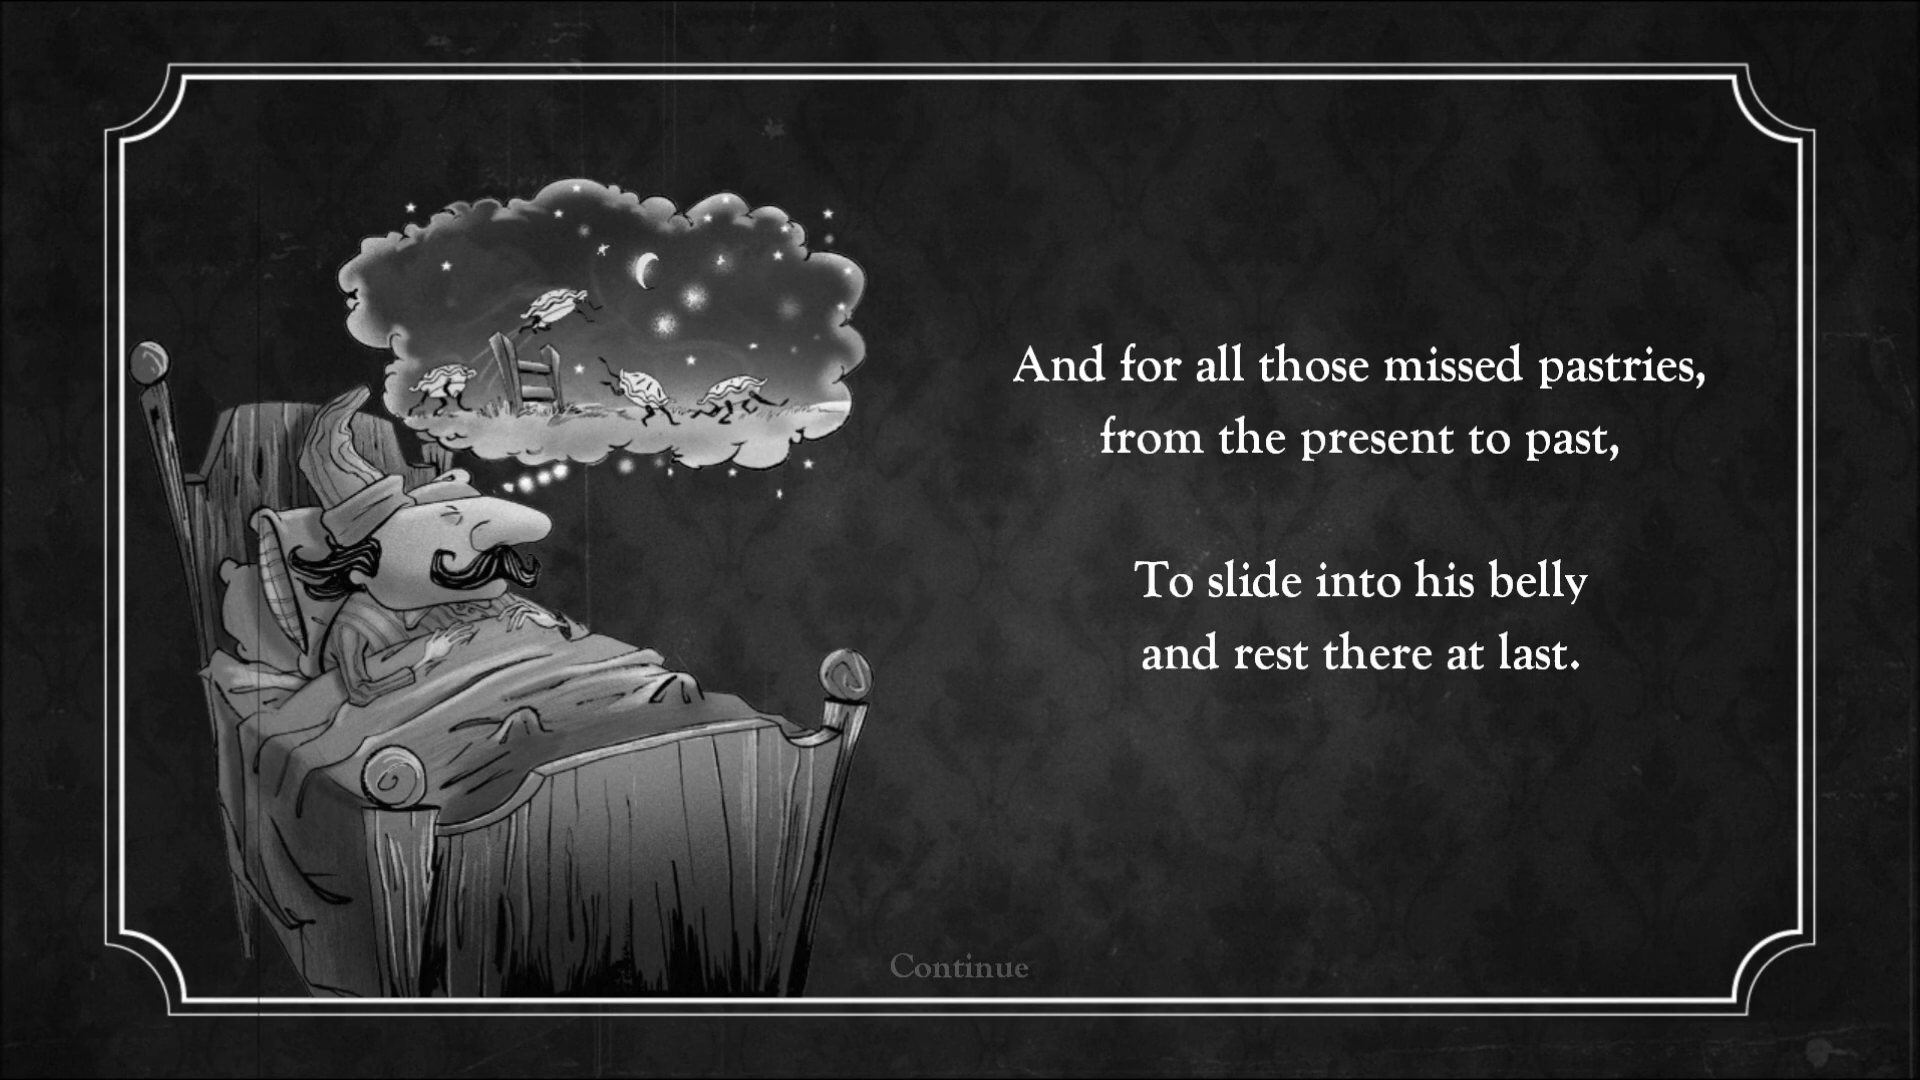 And for all those missed pastries,
from the present to past,
To slide into his belly
and rest there at last.
Continue